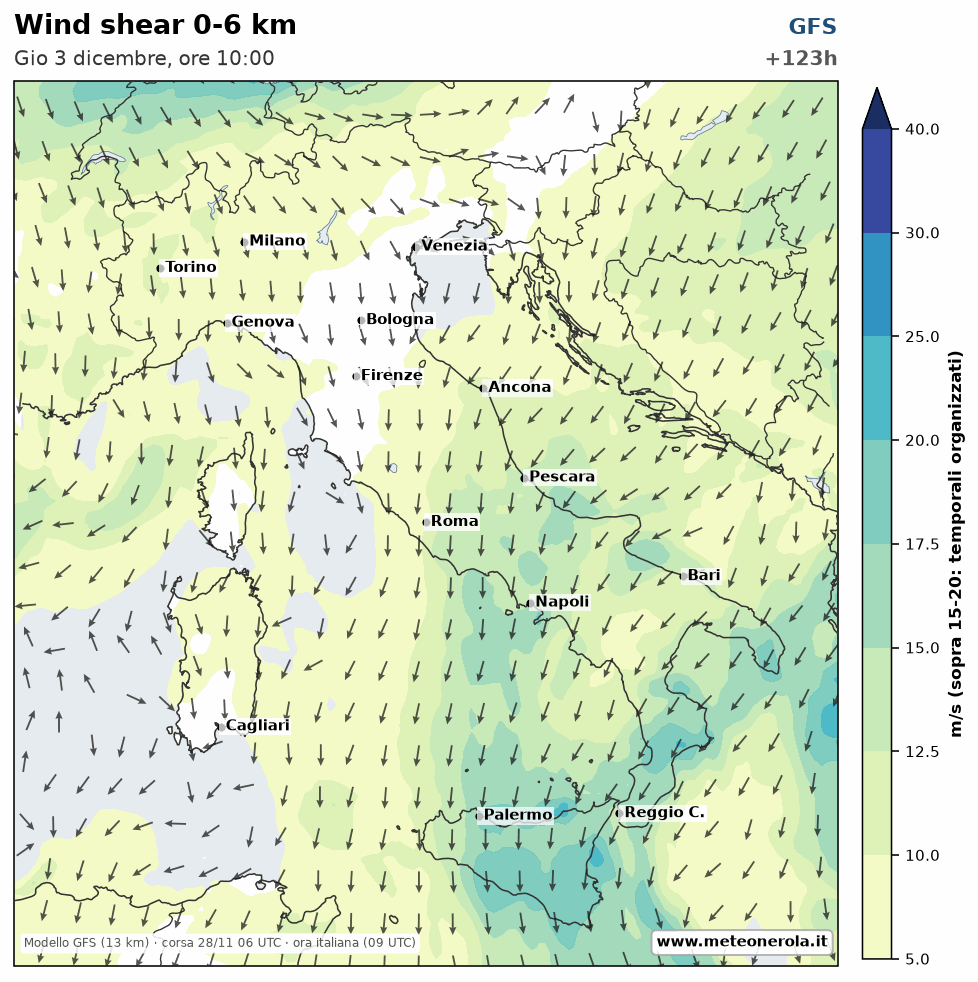 Wind shear 0-6 km
GFS
Gio 3 dicembre, ore 10:00
+123h
40.0
30.0
25.0
20.0
17.5
15.0
12.5
10.0
5.0
m/s (sopra 15-20: temporali organizzati)
Milano
Venezia
Torino
Genova
Bologna
Firenze
Ancona
Pescara
Roma
Bari
Napoli
Cagliari
Palermo
Reggio C.
Modello GFS (13 km) · corsa 28/11 06 UTC · ora italiana (09 UTC)
www.meteonerola.it